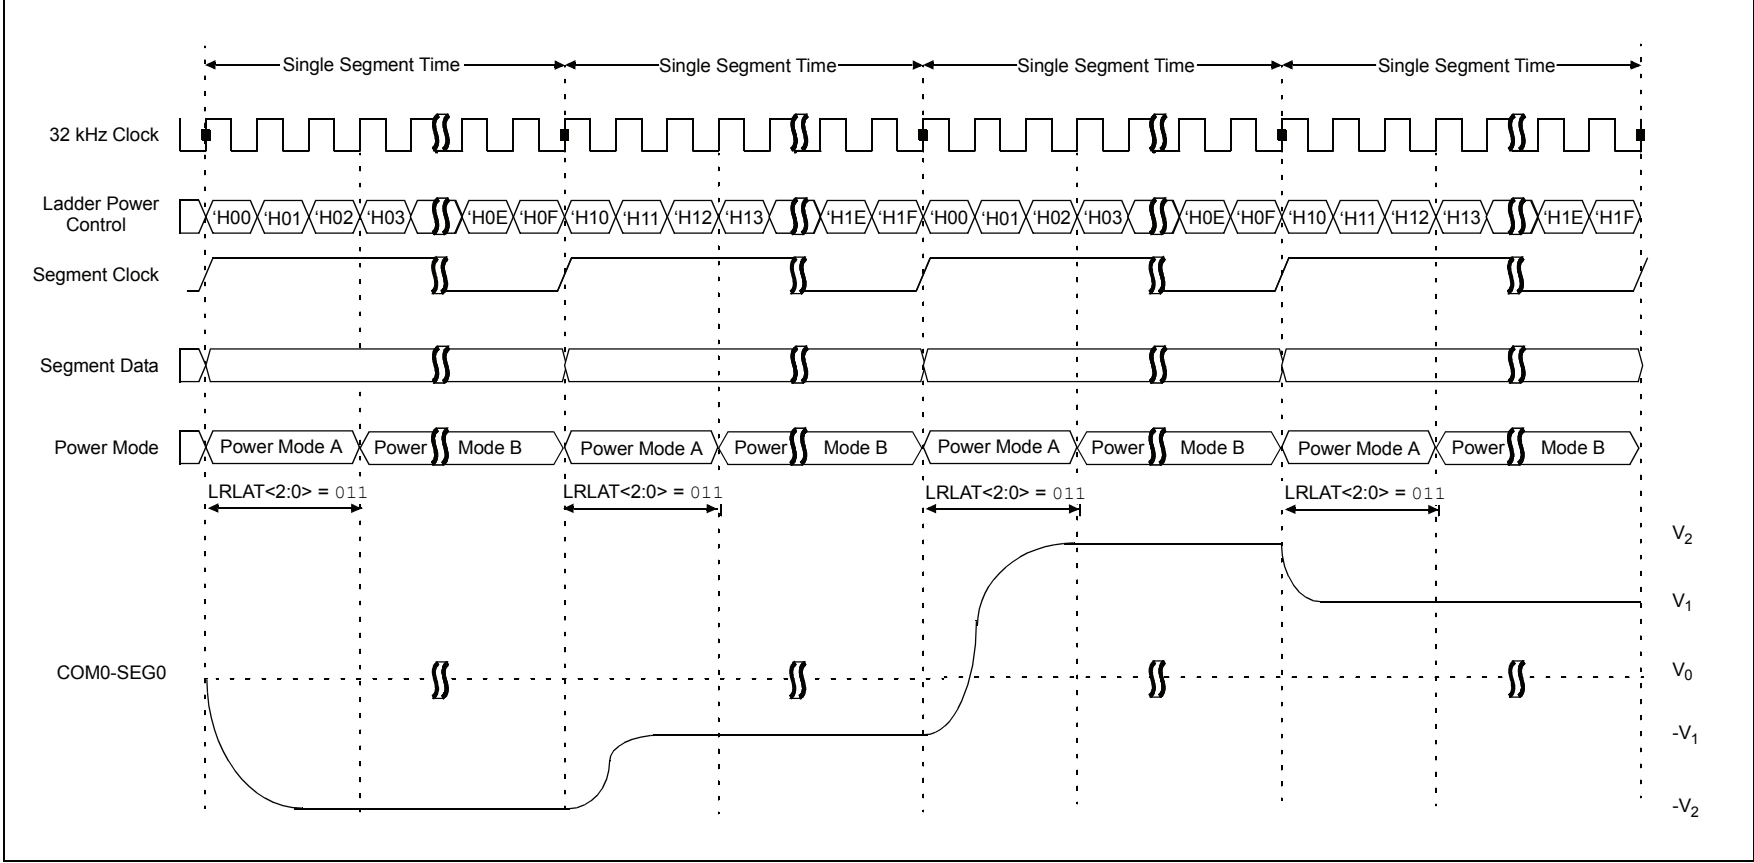 Single Segment Time Single Segment Time Single Segment Time Single Segment Time
32 kHz Clock
Ladder Power
Control
‘H00 ‘H01 ‘H02 ‘H03 ‘H0E ‘H0F ‘H10 ‘H11 ‘H12 ‘H13 ‘H1E ‘H1F ‘H00 ‘H01 ‘H02 ‘H03 ‘H0E ‘H0F ‘H10 ‘H11 ‘H12 ‘H13 ‘H1E ‘H1F
Segment Clock
Segment Data
Power Mode Power Mode A Power Mode B Power Mode A Power Mode B Power Mode A Power Mode B Power Mode A Power Mode B
LRLAT<2:0> = 011 LRLAT<2:0> = 011 LRLAT<2:0> = 011 LRLAT<2:0> = 011
V2
V1
COM0-SEG0 V0
-V1
-V2